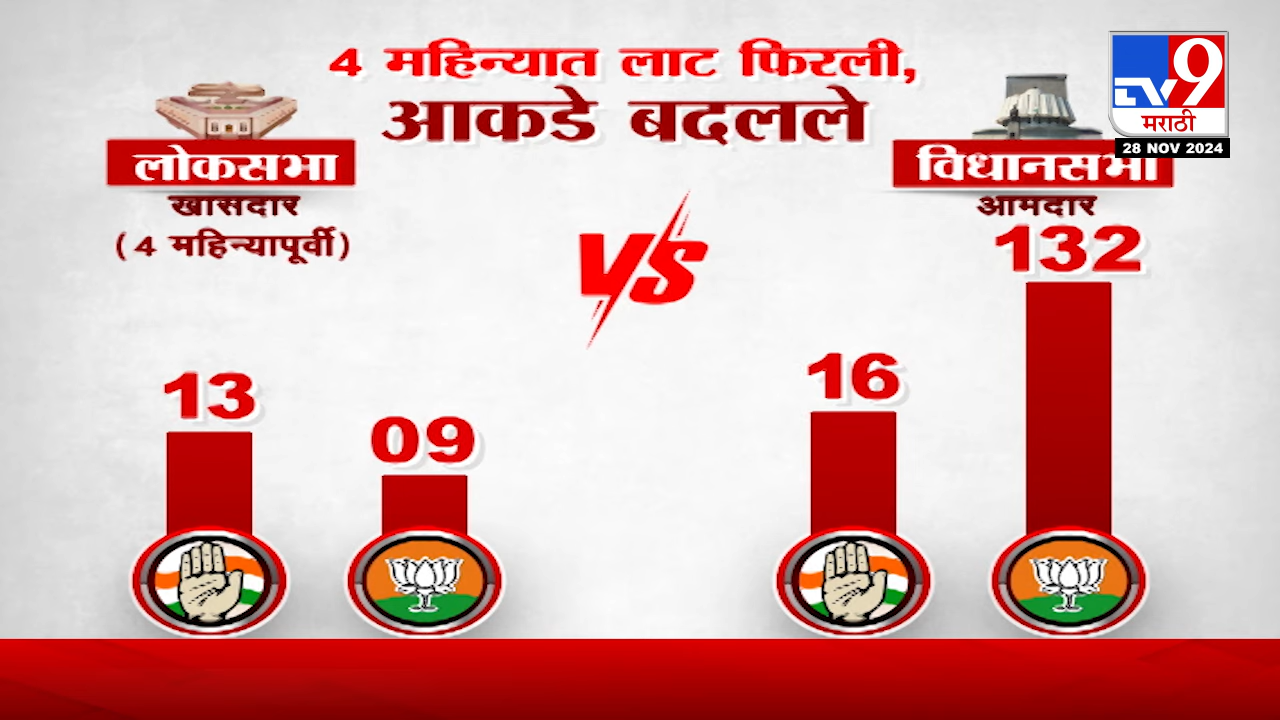 4 महिन्यात लाट फिरली,
आकडे बदलले
लोकसभा
खासदार
(4 महिन्यापूर्वी)
13
09
VS
विधानसभा
आमदार
16
132
TV9
मराठी
28 NOV 2024